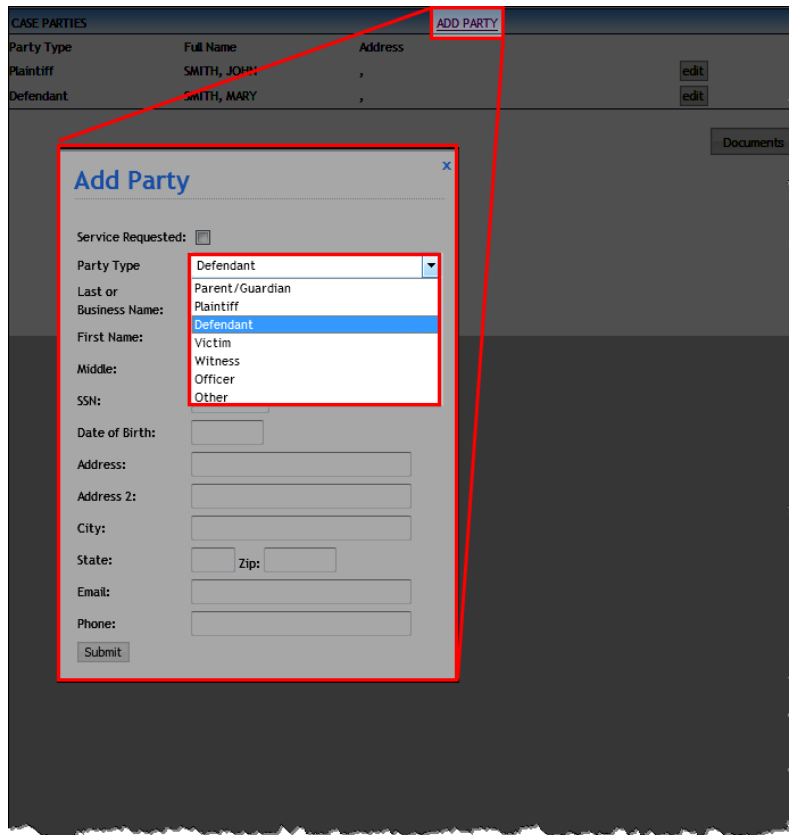 CASE PARTIES ADD PARTY
Party Type Full Name Address
Plaintiff SMITH, JOHN , edit
Defendant SMITH, MARY , edit
Documents
x
Add Party
Service Requested:
Party Type Defendant
Parent/Guardian
Last or
Business Name:
Plaintiff
Defendant
First Name:
Victim
Witness
Middle:
Officer
Other
SSN:
Date of Birth:
Address:
Address 2:
City:
State: Zip:
Email:
Phone:
Submit